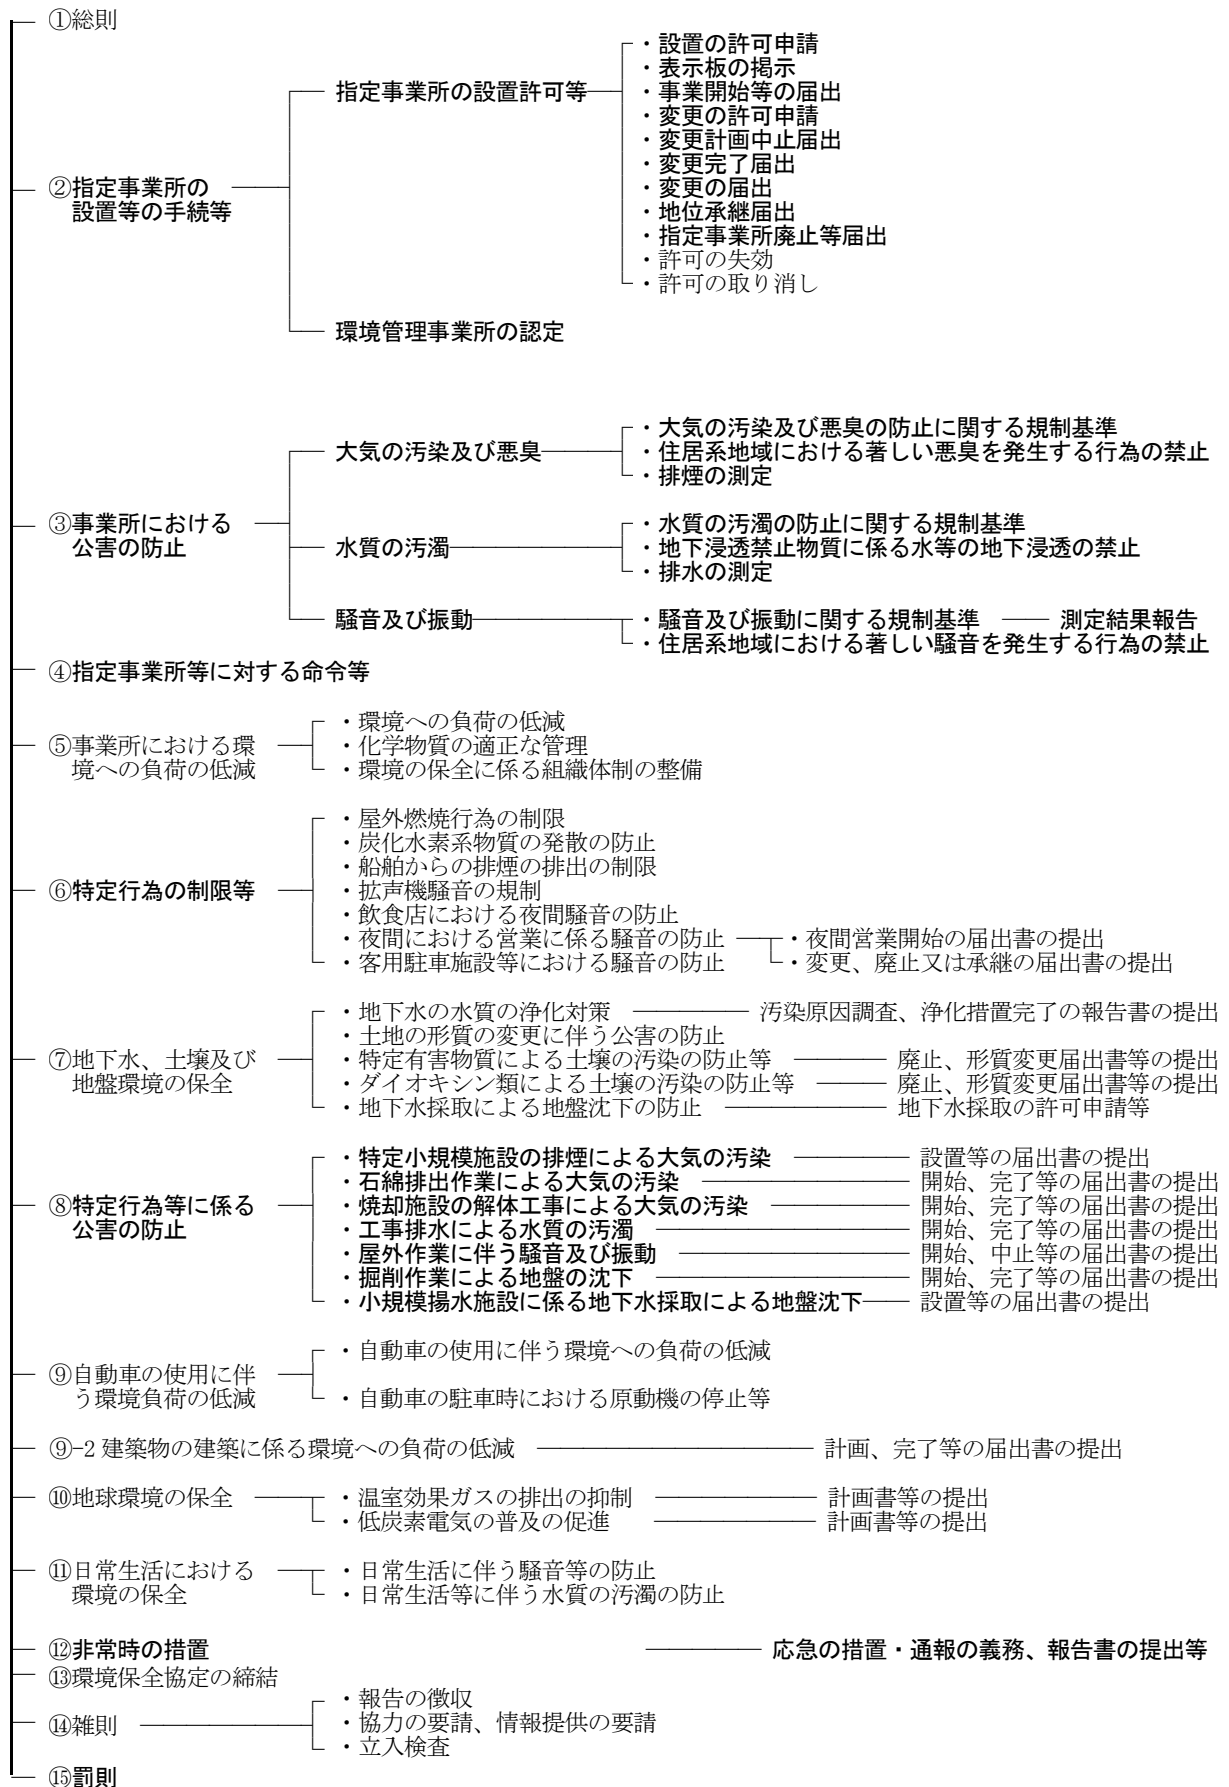 ①総則
・設置の許可申請
・表示板の掲示
指定事業所の設置許可等 ・事業開始等の届出
・変更の許可申請
・変更計画中止届出
・変更完了届出
②指定事業所の ・変更の届出
設置等の手続等 ・地位承継届出
・指定事業所廃止等届出
・許可の失効
・許可の取り消し
環境管理事業所の認定
・大気の汚染及び悪臭の防止に関する規制基準
大気の汚染及び悪臭 ・住居系地域における著しい悪臭を発生する行為の禁止
・排煙の測定
③事業所における ・水質の汚濁の防止に関する規制基準
公害の防止 水質の汚濁 ・地下浸透禁止物質に係る水等の地下浸透の禁止
・排水の測定
騒音及び振動 ・騒音及び振動に関する規制基準 測定結果報告
・住居系地域における著しい騒音を発生する行為の禁止
④指定事業所等に対する命令等
・環境への負荷の低減
⑤事業所における環 ・化学物質の適正な管理
境への負荷の低減 ・環境の保全に係る組織体制の整備
・屋外燃焼行為の制限
・炭化水素系物質の発散の防止
・船舶からの排煙の排出の制限
⑥特定行為の制限等 ・拡声機騒音の規制
・飲食店における夜間騒音の防止
・夜間における営業に係る騒音の防止 ・夜間営業開始の届出書の提出
・客用駐車施設等における騒音の防止 ・変更、廃止又は承継の届出書の提出
・地下水の水質の浄化対策 汚染原因調査、浄化措置完了の報告書の提出
・土地の形質の変更に伴う公害の防止
⑦地下水、土壌及び ・特定有害物質による土壌の汚染の防止等 廃止、形質変更届出書等の提出
地盤環境の保全 ・ダイオキシン類による土壌の汚染の防止等 廃止、形質変更届出書等の提出
・地下水採取による地盤沈下の防止 地下水採取の許可申請等
・特定小規模施設の排煙による大気の汚染 設置等の届出書の提出
・石綿排出作業による大気の汚染 開始、完了等の届出書の提出
⑧特定行為等に係る ・焼却施設の解体工事による大気の汚染 開始、完了等の届出書の提出
公害の防止 ・工事排水による水質の汚濁 開始、完了等の届出書の提出
・屋外作業に伴う騒音及び振動 開始、中止等の届出書の提出
・掘削作業による地盤の沈下 開始、完了等の届出書の提出
・小規模揚水施設に係る地下水採取による地盤沈下 設置等の届出書の提出
・自動車の使用に伴う環境への負荷の低減
⑨自動車の使用に伴
う環境負荷の低減 ・自動車の駐車時における原動機の停止等
⑨-2 建築物の建築に係る環境への負荷の低減 計画、完了等の届出書の提出
⑩地球環境の保全 ・温室効果ガスの排出の抑制 計画書等の提出
・低炭素電気の普及の促進 計画書等の提出
⑪日常生活における ・日常生活に伴う騒音等の防止
環境の保全 ・日常生活等に伴う水質の汚濁の防止
⑫非常時の措置 応急の措置・通報の義務、報告書の提出等
⑬環境保全協定の締結
・報告の徴収
⑭雑則 ・協力の要請、情報提供の要請
・立入検査
⑮罰則